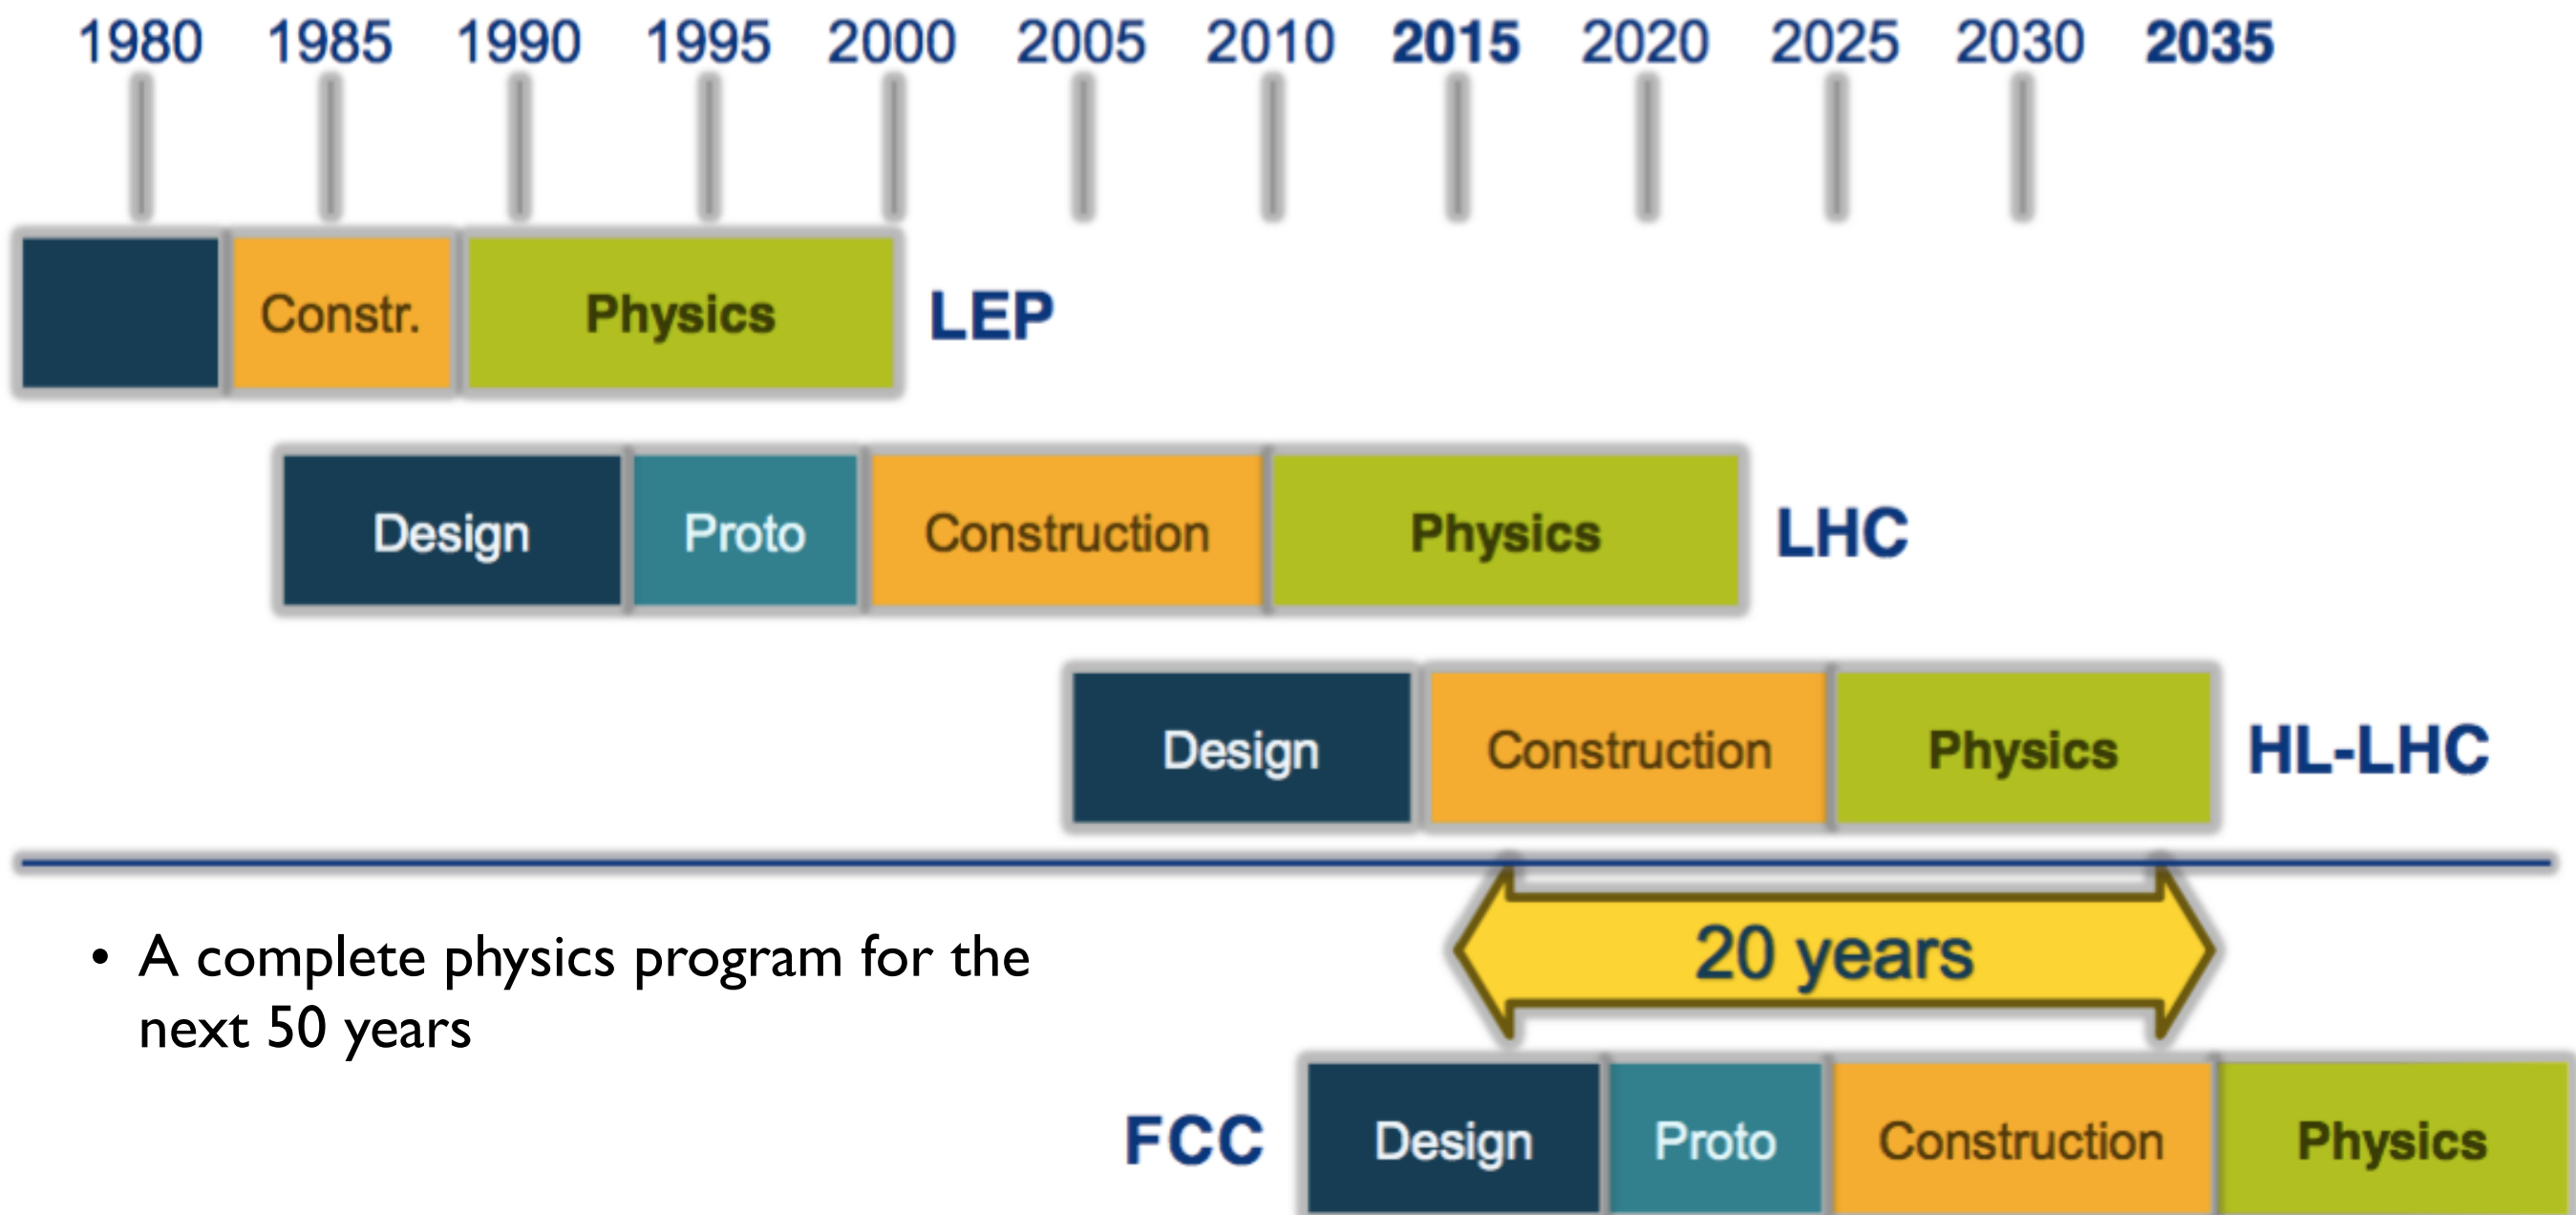 1980 1985 1990 1995 2000 2005 2010 2015 2020 2025 2030 2035
Constr. Physics LEP
Design Proto Construction Physics LHC
Design Construction Physics HL-LHC
• A complete physics program for the
next 50 years
20 years
FCC Design Proto Construction Physics